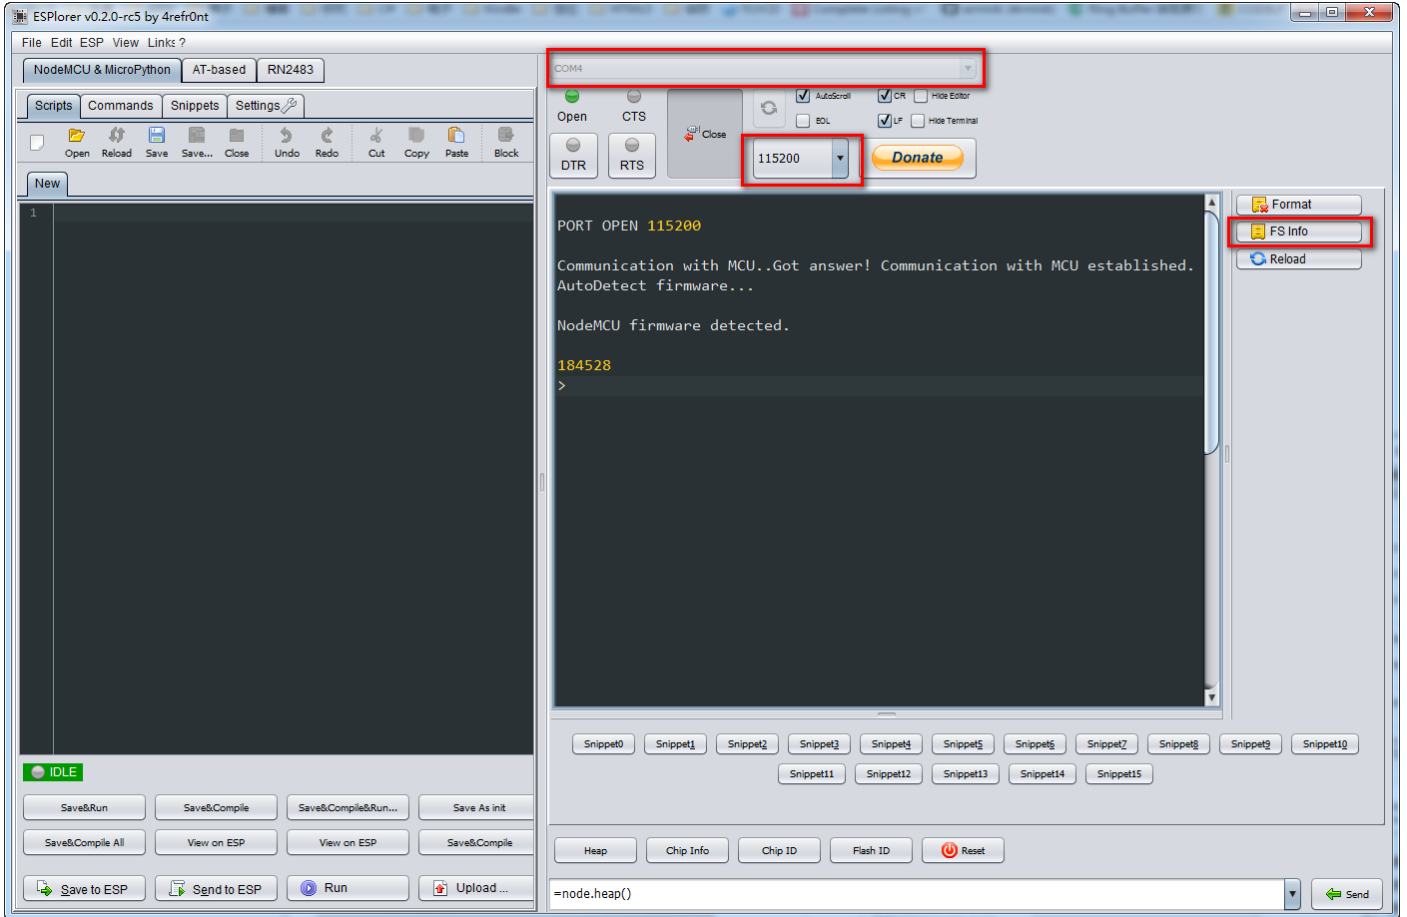 ESPlorer v0.2.0-rc5 by 4refr0nt
File Edit ESP View Links ?
NodeMCU & MicroPython AT-based RN2483
Scripts Commands Snippets Settings
Open Reload Save Save... Close Undo Redo Cut Copy Paste Block
New
1
IDLE
Save&Run Save&Compile Save&Compile&Run... Save As init
Save&Compile All View on ESP View on ESP Save&Compile
Save to ESP Send to ESP Run Upload ...
COM4
Open CTS Close AutoScroll CR Hide Editor
EOL LF Hide Terminal
DTR RTS 115200 Donate
PORT OPEN 115200
Communication with MCU..Got answer! Communication with MCU established.
AutoDetect firmware...
NodeMCU firmware detected.
184528
>
Format
FS Info
Reload
Snippet0 Snippet1 Snippet2 Snippet3 Snippet4 Snippet5 Snippet6 Snippet7 Snippet8 Snippet9 Snippet10
Snippet11 Snippet12 Snippet13 Snippet14 Snippet15
Heap Chip Info Chip ID Flash ID Reset
=node.heap() Send